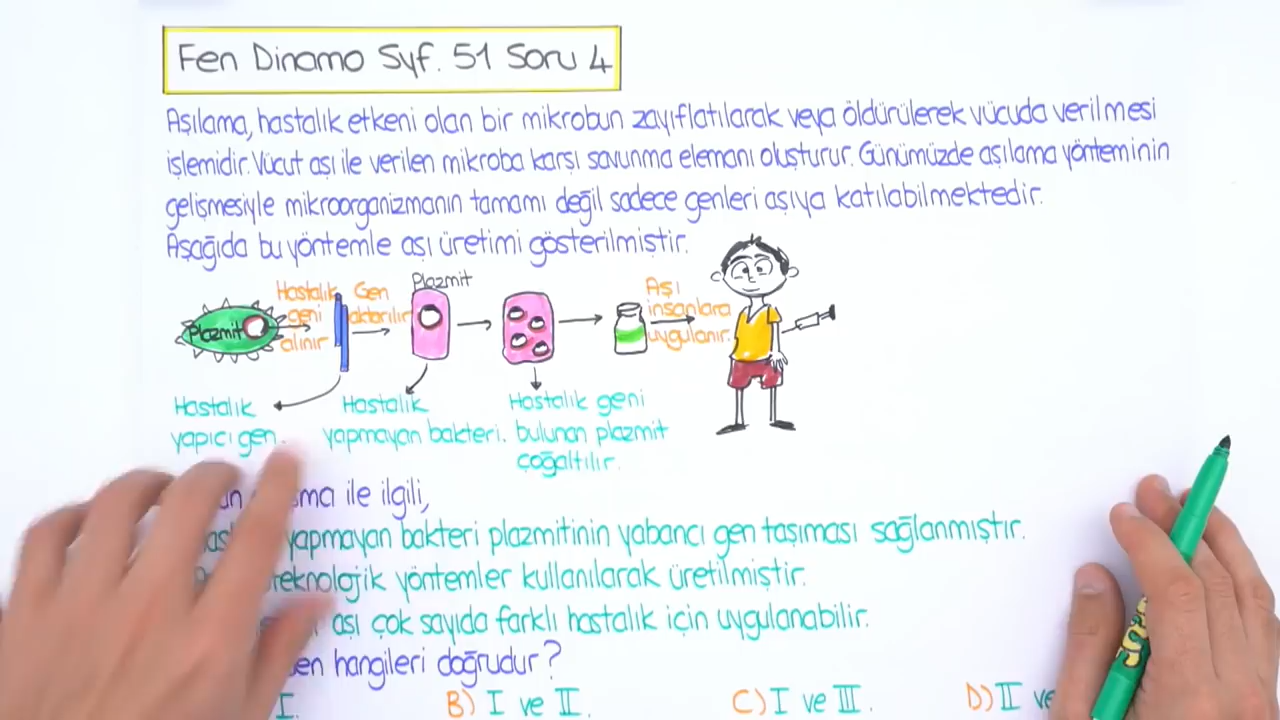 Fen Dinamo Syf. 51 Soru 4
Aşılama, hastalık etkeni olan bir mikrobun zayıflatılarak veya öldürülerek vücuda verilmesi
işlemidir. Vücut aşı ile verilen mikroba karşı savunma elemanı oluşturur. Günümüzde aşılama yönteminin
gelişmesiyle mikroorganizmanın tamamı değil sadece genleri aşıya katılabilmektedir.
Aşağıda bu yöntemle aşı üretimi gösterilmiştir.
Plazmit
Hastalık
geni
alınır
Gen
aktarılır
Plazmit
Aşı
insanlara
uygulanır.
Hastalık
yapıcı gen.
Hastalık
yapmayan bakteri.
Hastalık geni
bulunan plazmit
çoğaltılır.
ile ilgili,
yapmayan bakteri plazmitinin yabancı gen taşıması sağlanmıştır.
yöntemler kullanılarak üretilmiştir.
aşı çok sayıda farklı hastalık için uygulanabilir.
hangileri doğrudur?
I.
B) I ve II.
C) I ve III.
D) II ve